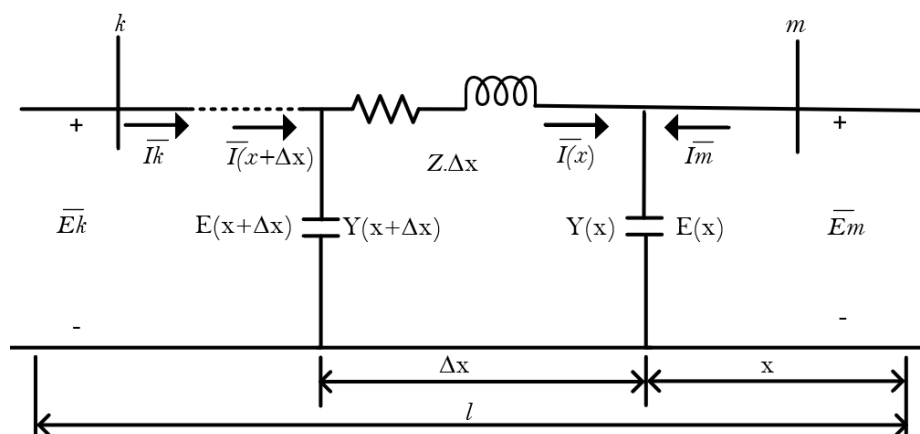 k
m
+
+
Ik
I(x+Δx)
Z.Δx
I(x)
Im
Ek
E(x+Δx)
Y(x+Δx)
Y(x)
E(x)
Em
-
-
Δx
x
l